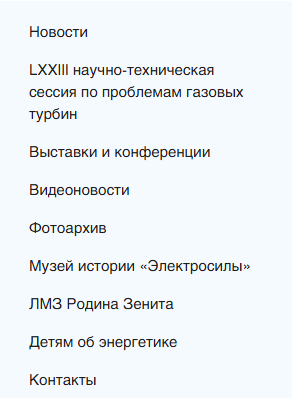 Новости
LXXIII научно-техническая
сессия по проблемам газовых
турбин
Выставки и конференции
Видеоновости
Фотоархив
Музей истории «Электросилы»
ЛМЗ Родина Зенита
Детям об энергетике
Контакты